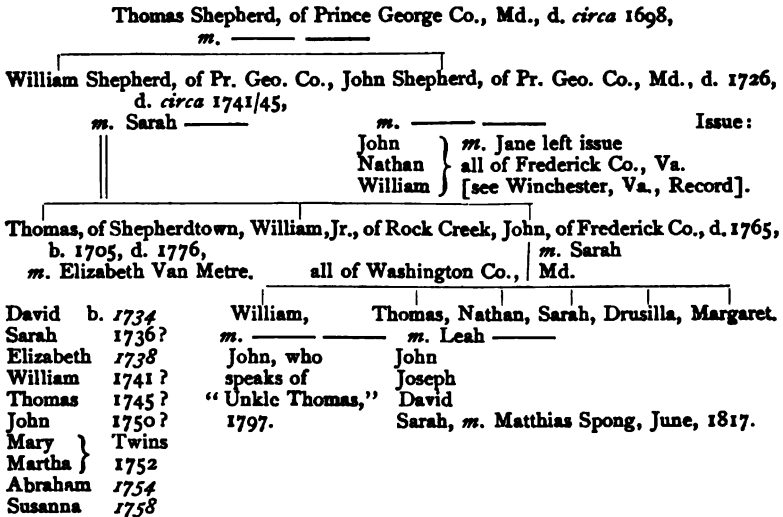 Thomas Shepherd, of Prince George Co., Md., d. circa 1698,
m. —— ——
William Shepherd, of Pr. Geo. Co., John Shepherd, of Pr. Geo. Co., Md., d. 1726,
d. circa 1741/45,
m. Sarah —— m. —— —— Issue:
John } m. Jane left issue
Nathan } all of Frederick Co., Va.
William } [see Winchester, Va., Record].
Thomas, of Shepherdtown, William, Jr., of Rock Creek, John, of Frederick Co., d. 1765,
b. 1705, d. 1776, m. Sarah
m. Elizabeth Van Metre. all of Washington Co., Md.
David b. 1734 William, Thomas, Nathan, Sarah, Drusilla, Margaret.
Sarah 1736? m. —— —— m. Leah ——
Elizabeth 1738 John, who John
William 1741? speaks of Joseph
Thomas 1745? "Unkle Thomas," David
John 1750? 1797. Sarah, m. Matthias Spong, June, 1817.
Mary } Twins
Martha } 1752
Abraham 1754
Susanna 1758